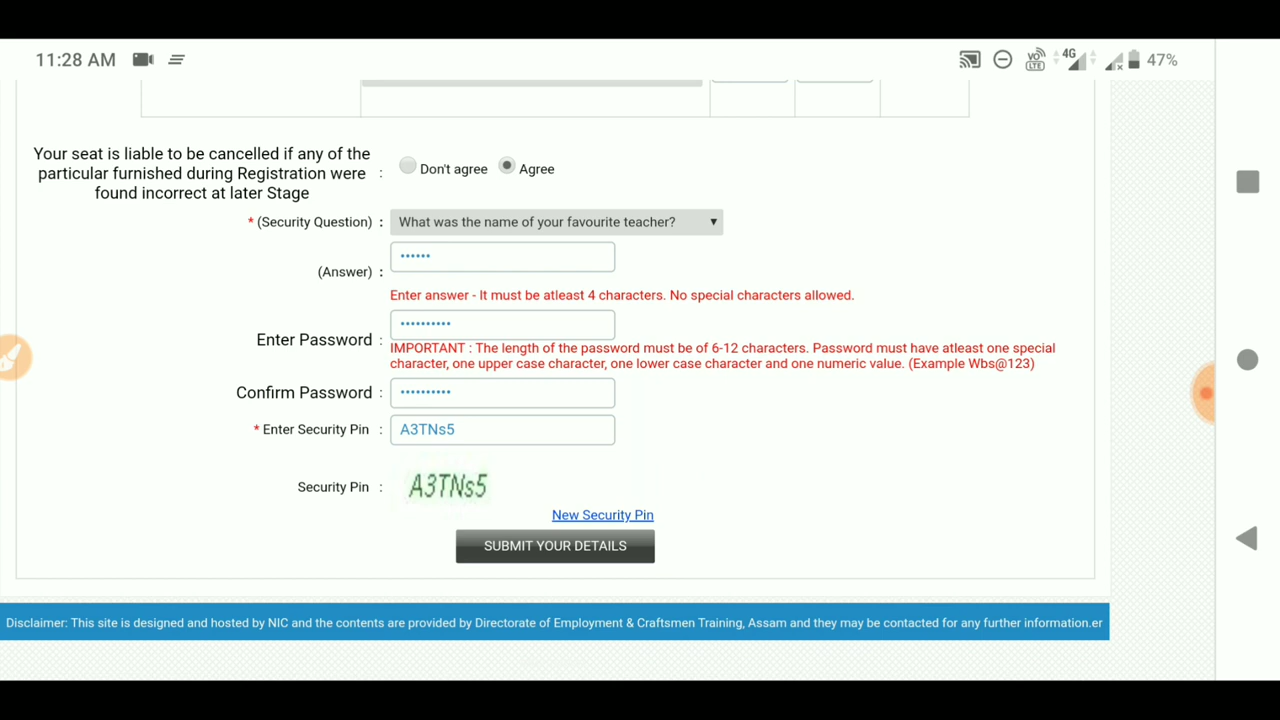 11:28 AM
VO LTE 4G 47%
Your seat is liable to be cancelled if any of the
particular furnished during Registration were
found incorrect at later Stage
:
Don't agree Agree
* (Security Question) : What was the name of your favourite teacher? ▼
(Answer) : ••••••
Enter answer - It must be atleast 4 characters. No special characters allowed.
Enter Password : ••••••••••
IMPORTANT : The length of the password must be of 6-12 characters. Password must have atleast one special
character, one upper case character, one lower case character and one numeric value. (Example Wbs@123)
Confirm Password : ••••••••••
* Enter Security Pin : A3TNs5
Security Pin : A3TNs5
New Security Pin
SUBMIT YOUR DETAILS
Disclaimer: This site is designed and hosted by NIC and the contents are provided by Directorate of Employment & Craftsmen Training, Assam and they may be contacted for any further information.er